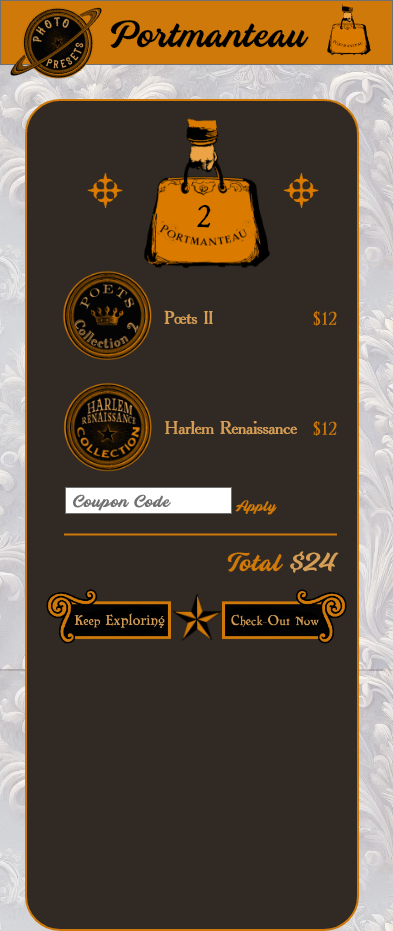 PHOTO
PRESETS
Portmanteau
PORTMANTEAU
2
PORTMANTEAU
POETS
Collection 2
Poets II
$12
HARLEM
RENAISSANCE
COLLECTION
Harlem Renaissance
$12
Coupon Code
Apply
Total $24
Keep Exploring
Check-Out Now